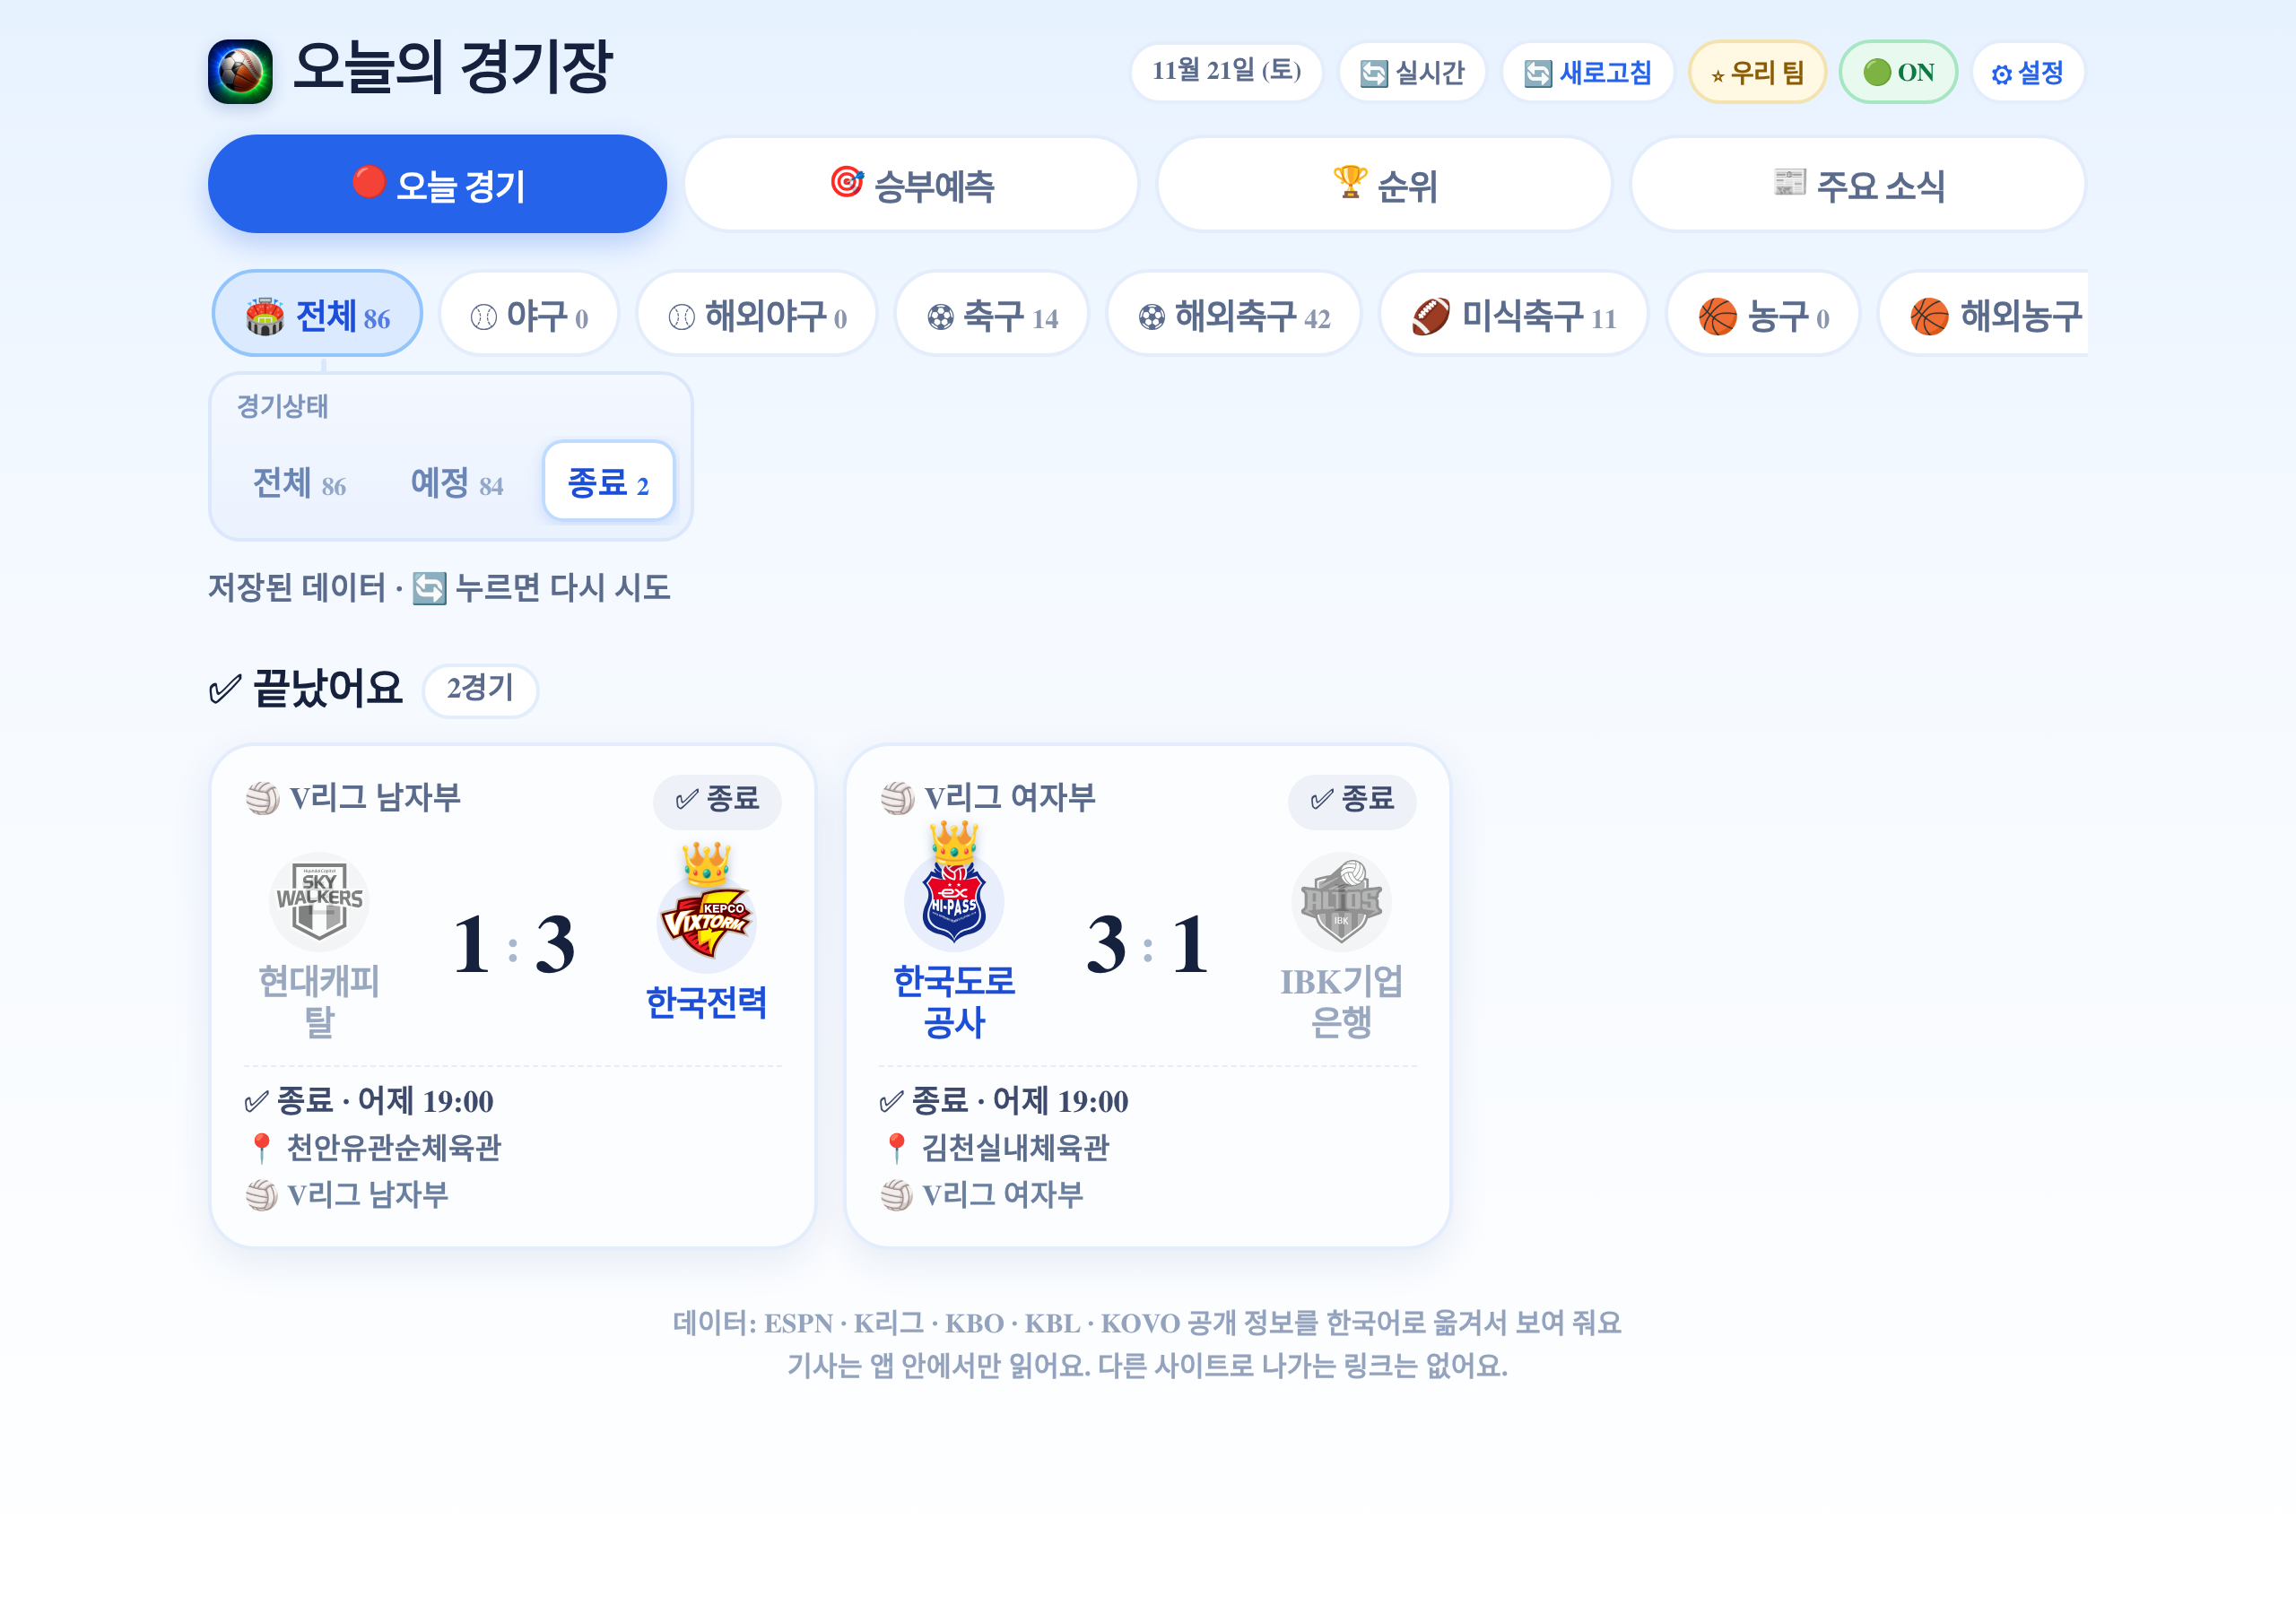 오늘의 경기장
11월 21일 (토)
실시간
새로고침
우리 팀
ON
설정
오늘 경기
승부예측
순위
주요 소식
전체 86
야구 0
해외야구 0
축구 14
해외축구 42
미식축구 11
농구 0
해외농구
경기상태
전체 86
예정 84
종료 2
저장된 데이터 · 🔄 누르면 다시 시도
✅ 끝났어요
2경기
V리그 남자부
✅ 종료
SKY
WALKERS
현대캐피
탈
1 : 3
KEPCO
VIXTORM
한국전력
✅ 종료 · 어제 19:00
📍 천안유관순체육관
🏐 V리그 남자부
V리그 여자부
✅ 종료
ex
HI-PASS
한국도로
공사
3 : 1
ALTOS
IBK
IBK기업
은행
✅ 종료 · 어제 19:00
📍 김천실내체육관
🏐 V리그 여자부
데이터: ESPN · K리그 · KBO · KBL · KOVO 공개 정보를 한국어로 옮겨서 보여 줘요
기사는 앱 안에서만 읽어요. 다른 사이트로 나가는 링크는 없어요.